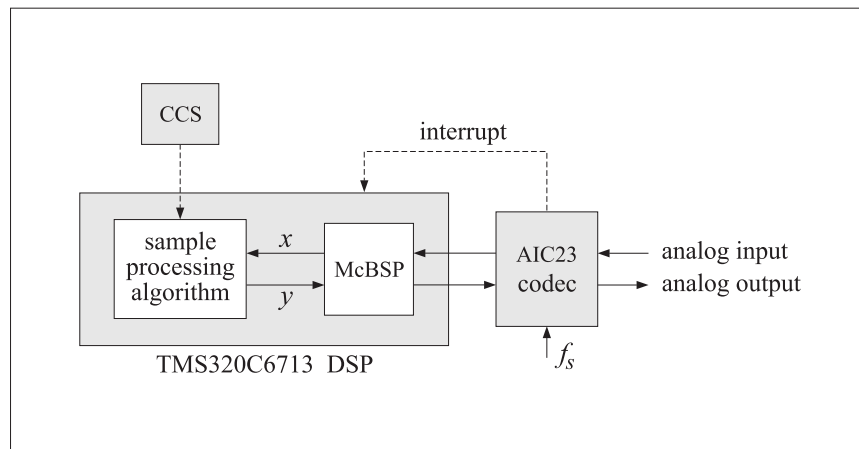 CCS
interrupt
sample
processing
algorithm
x
y
McBSP
AIC23
codec
analog input
analog output
f_s
TMS320C6713 DSP